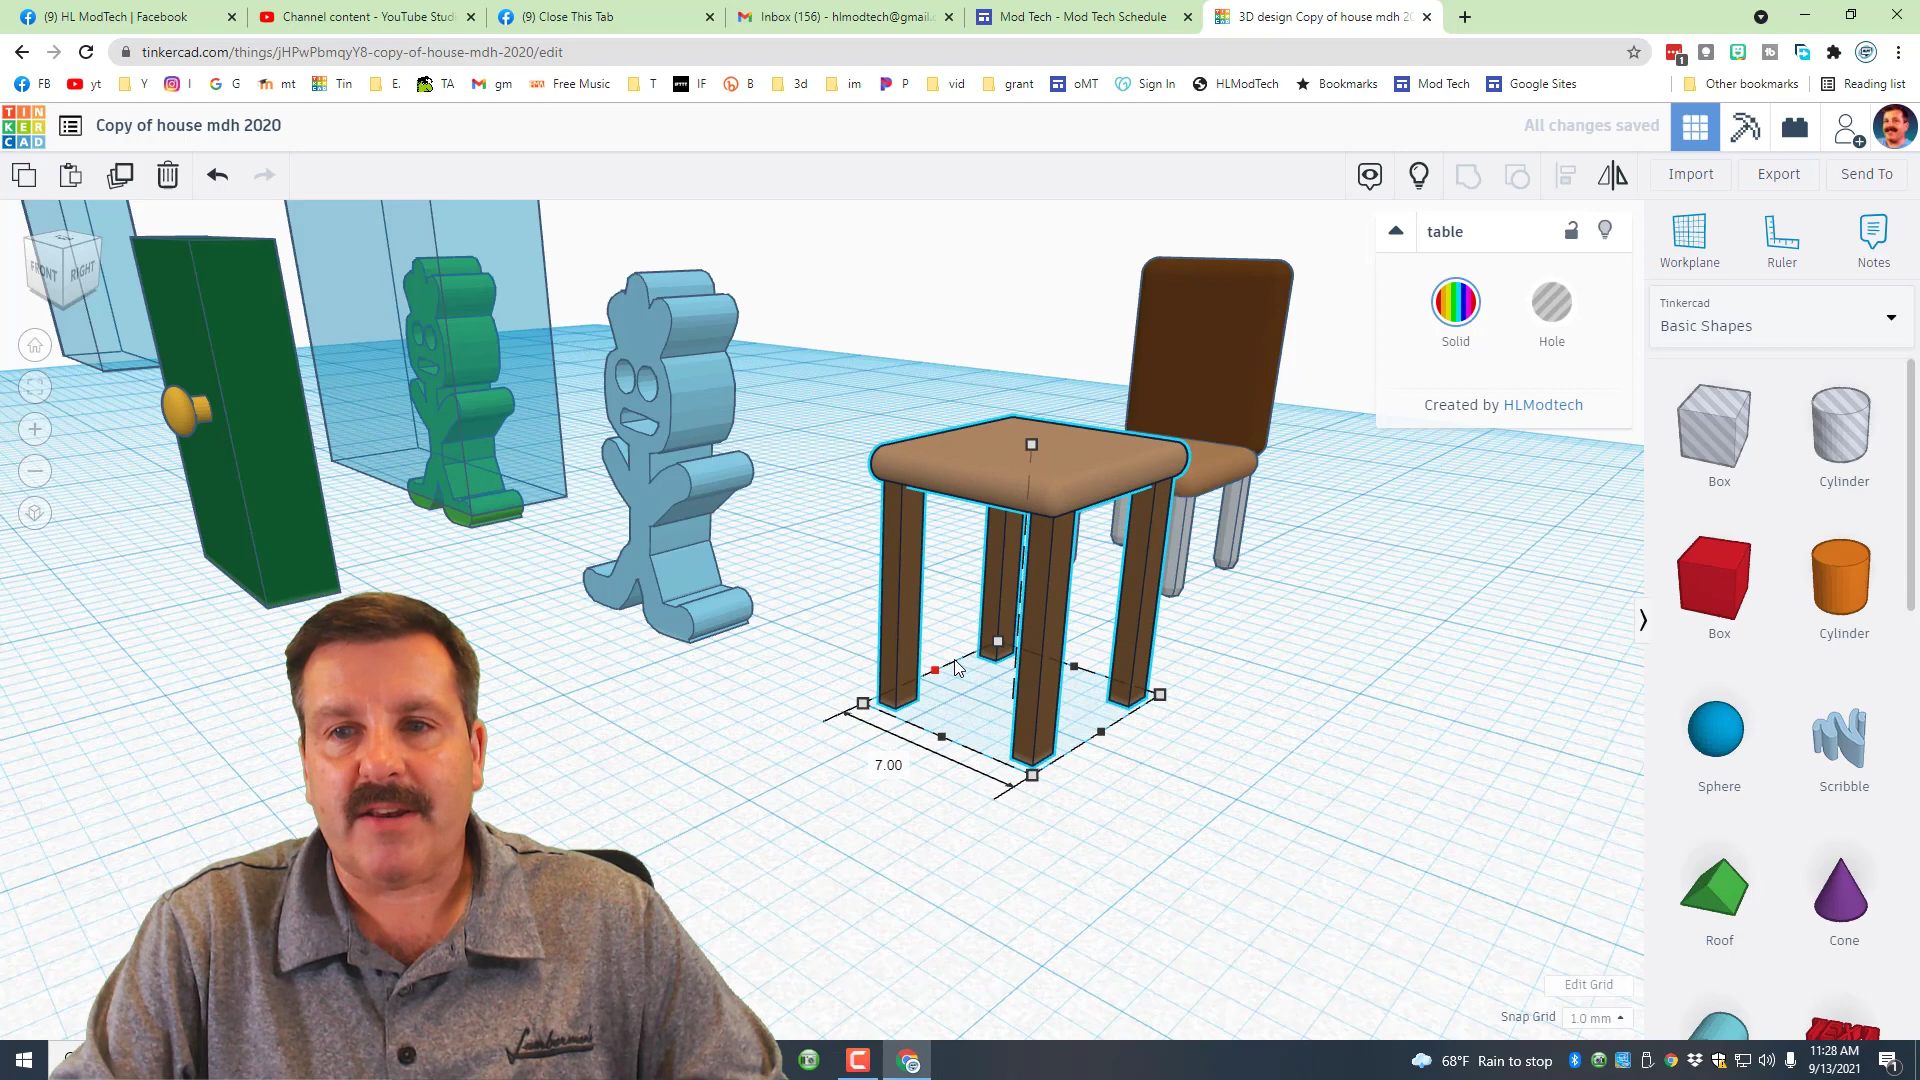 (9) HL ModTech | Facebook
Channel content - YouTube Studi
(9) Close This Tab
Inbox (156) - hlmodtech@gmail.c
Mod Tech - Mod Tech Schedule
3D design Copy of house mdh 20
tinkercad.com/things/jHPwPbmqyY8-copy-of-house-mdh-2020/edit
FB
yt
Y
I
G
mt
Tin
E.
TA
gm
Free Music
T
IF
B
3d
im
P
vid
grant
oMT
Sign In
HLModTech
Bookmarks
Mod Tech
Google Sites
Other bookmarks
Reading list
TIN
KER
CAD
Copy of house mdh 2020
All changes saved
Import
Export
Send To
FRONT
RIGHT
table
Solid
Hole
Created by HLModtech
Workplane
Ruler
Notes
Tinkercad
Basic Shapes
Box
Cylinder
Box
Cylinder
Sphere
Scribble
Roof
Cone
7.00
Edit Grid
Snap Grid
1.0 mm
68°F Rain to stop
11:28 AM
9/13/2021